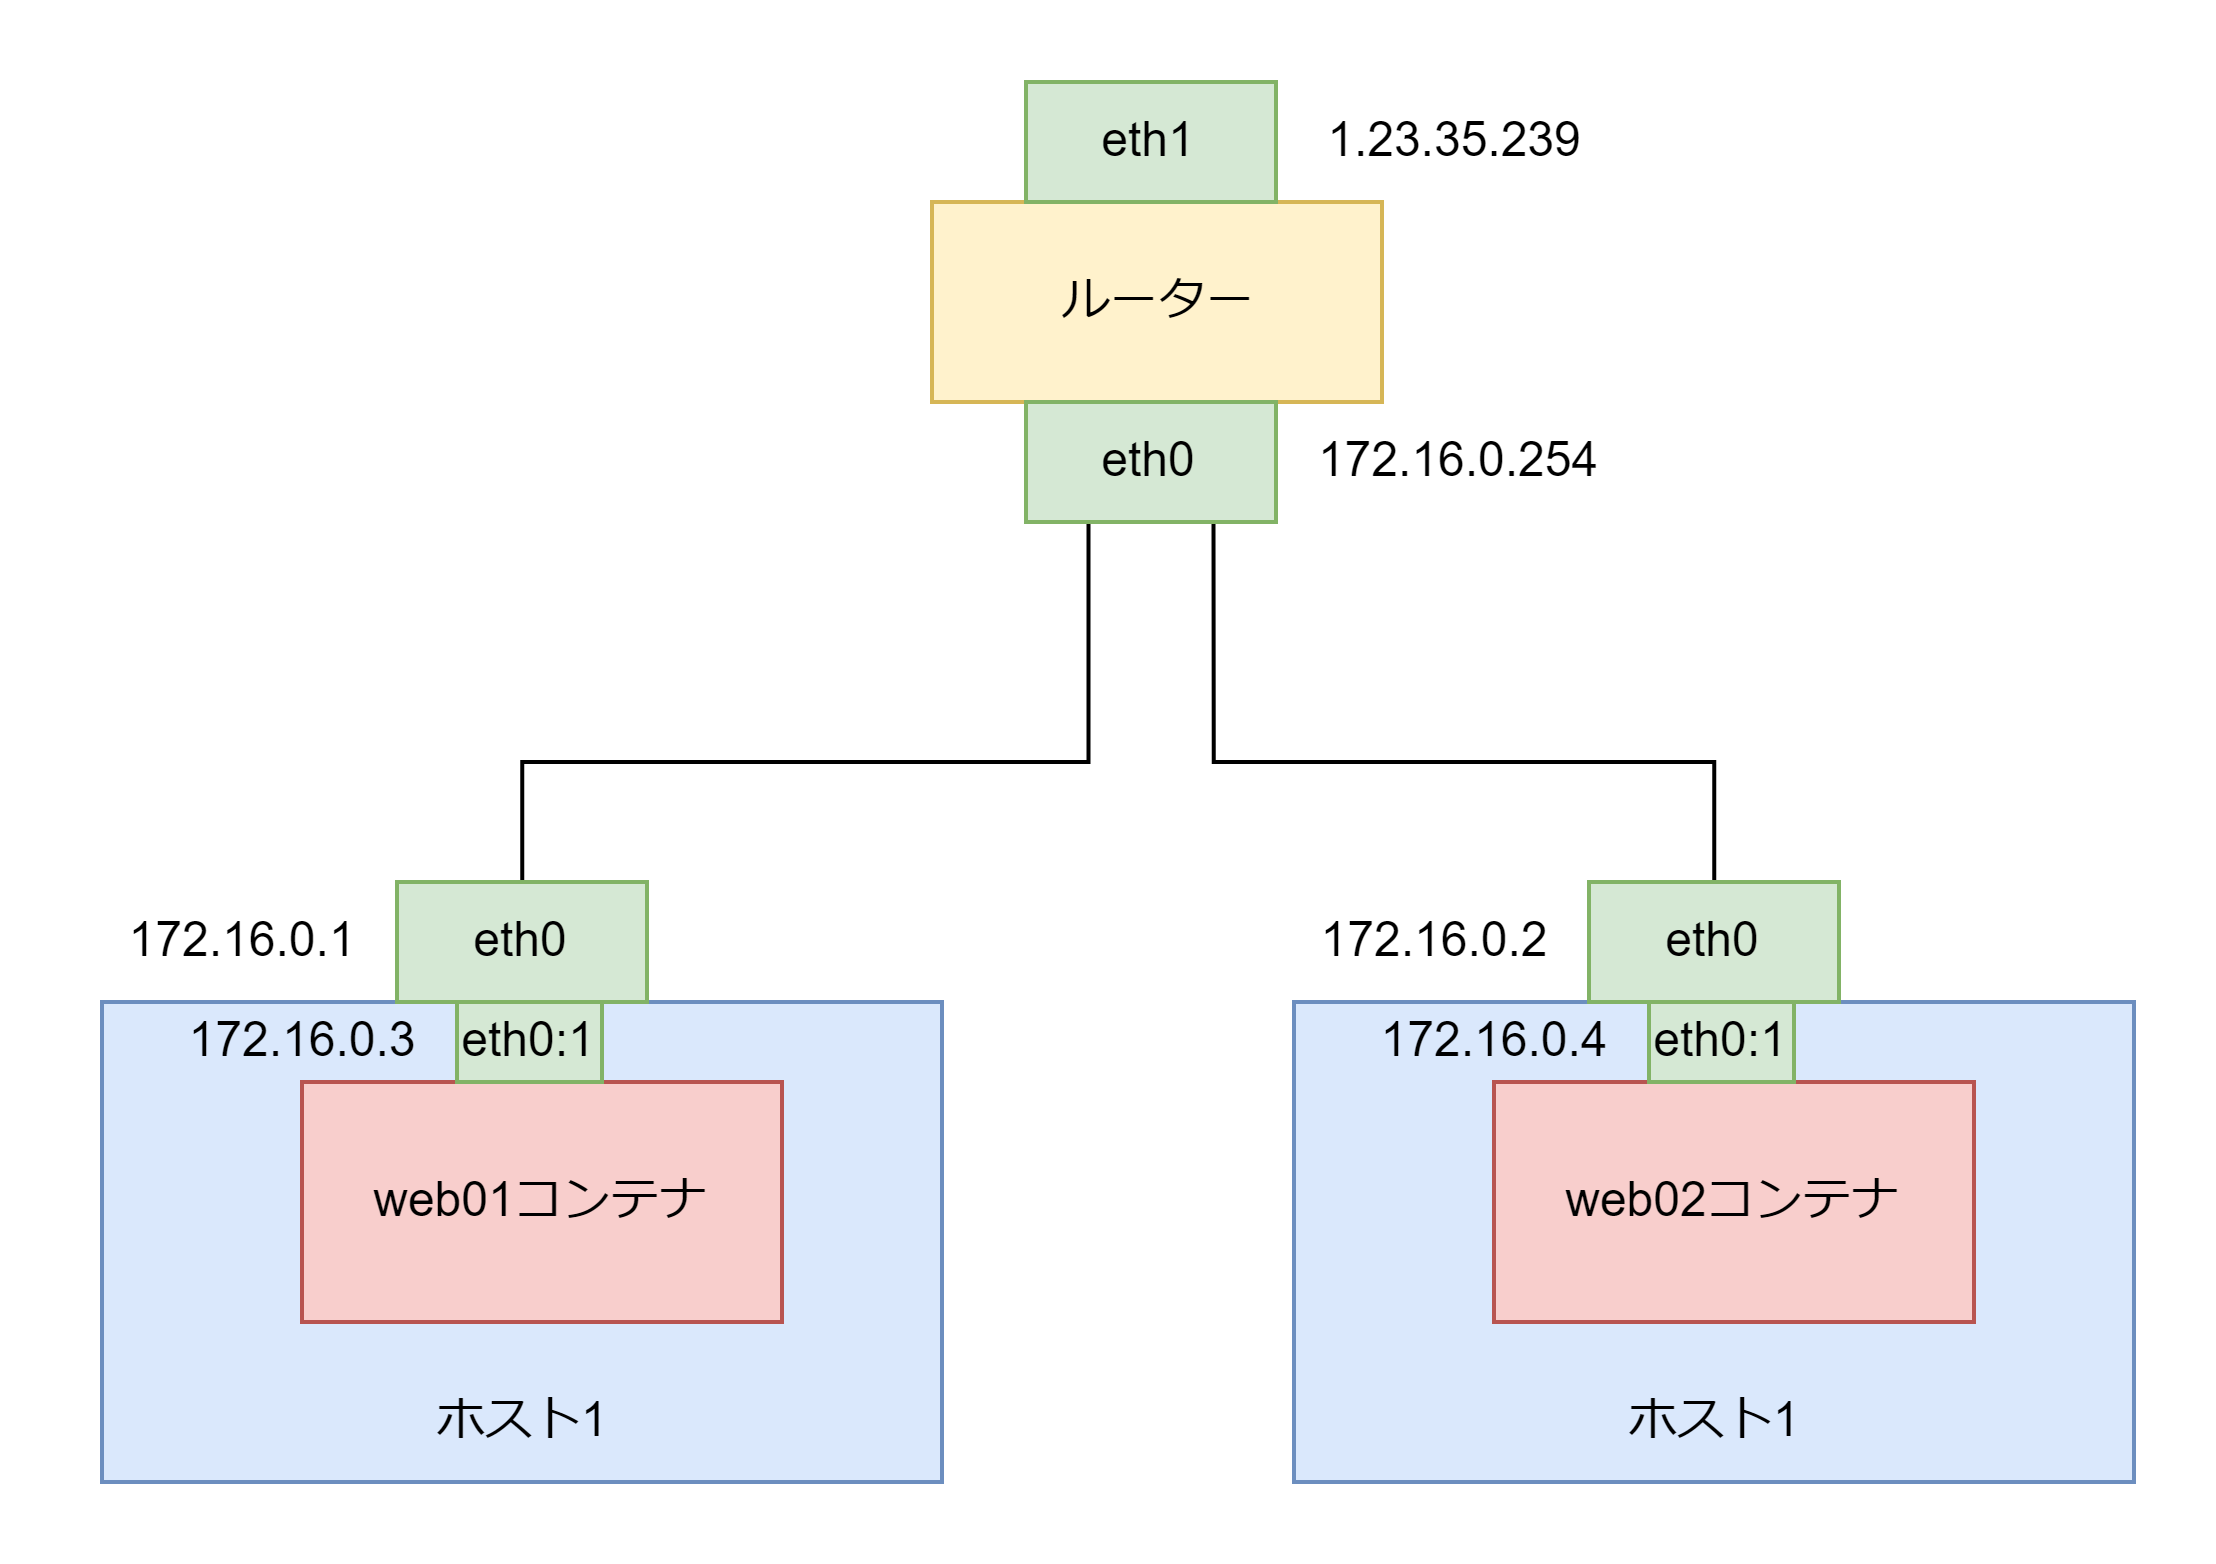 eth1
1.23.35.239
ルーター
eth0
172.16.0.254
172.16.0.1
eth0
172.16.0.2
eth0
172.16.0.3
eth0:1
172.16.0.4
eth0:1
web01コンテナ
web02コンテナ
ホスト1
ホスト1